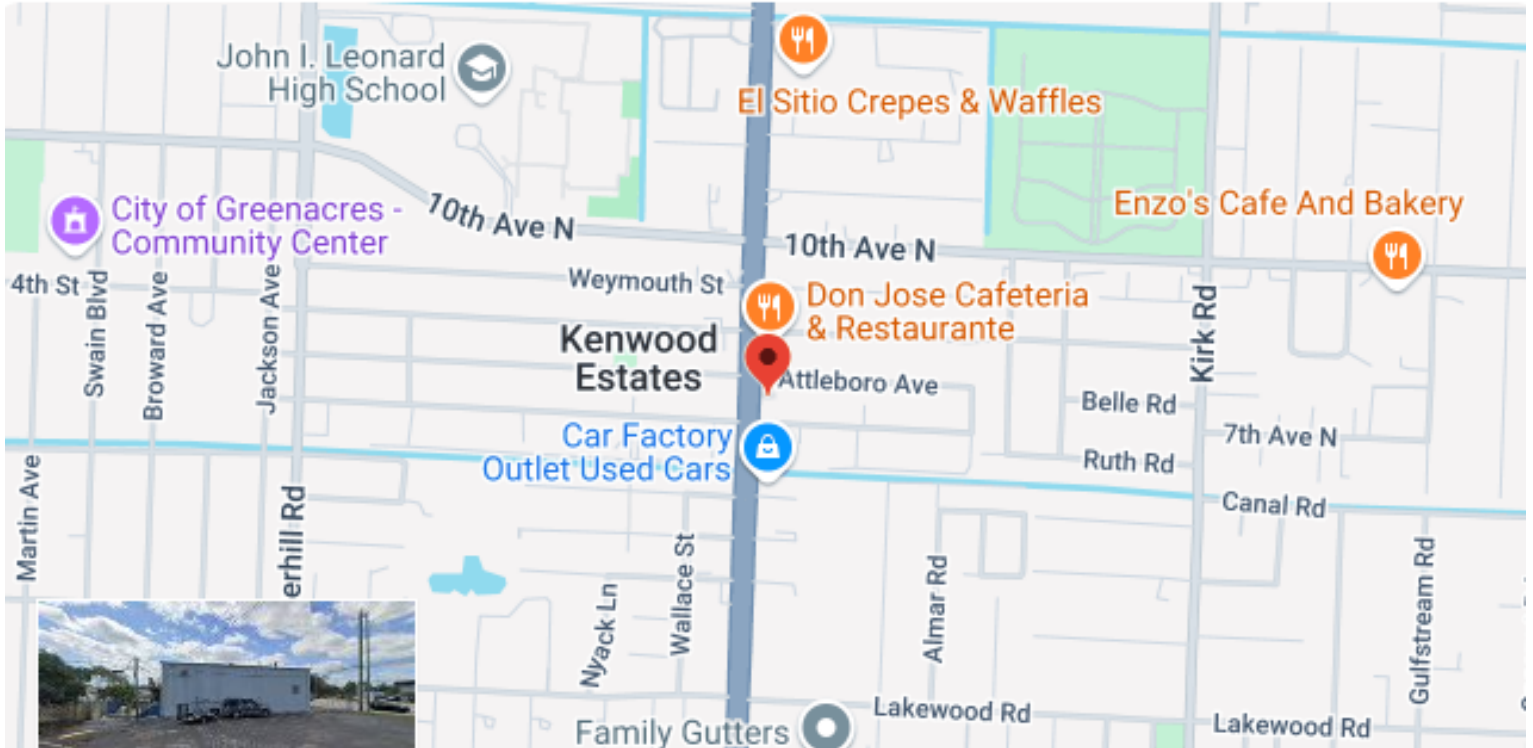 John I. Leonard
High School
El Sitio Crepes & Waffles
City of Greenacres -
Community Center
10th Ave N
10th Ave N
Enzo's Cafe And Bakery
4th St
Swain Blvd
Broward Ave
Jackson Ave
Weymouth St
Don Jose Cafeteria
& Restaurante
Kirk Rd
Kenwood
Estates
Attleboro Ave
Belle Rd
7th Ave N
Car Factory
Outlet Used Cars
Ruth Rd
Canal Rd
Martin Ave
erhill Rd
Nyack Ln
Wallace St
Almar Rd
Gulfstream Rd
Lakewood Rd
Lakewood Rd
Family Gutters